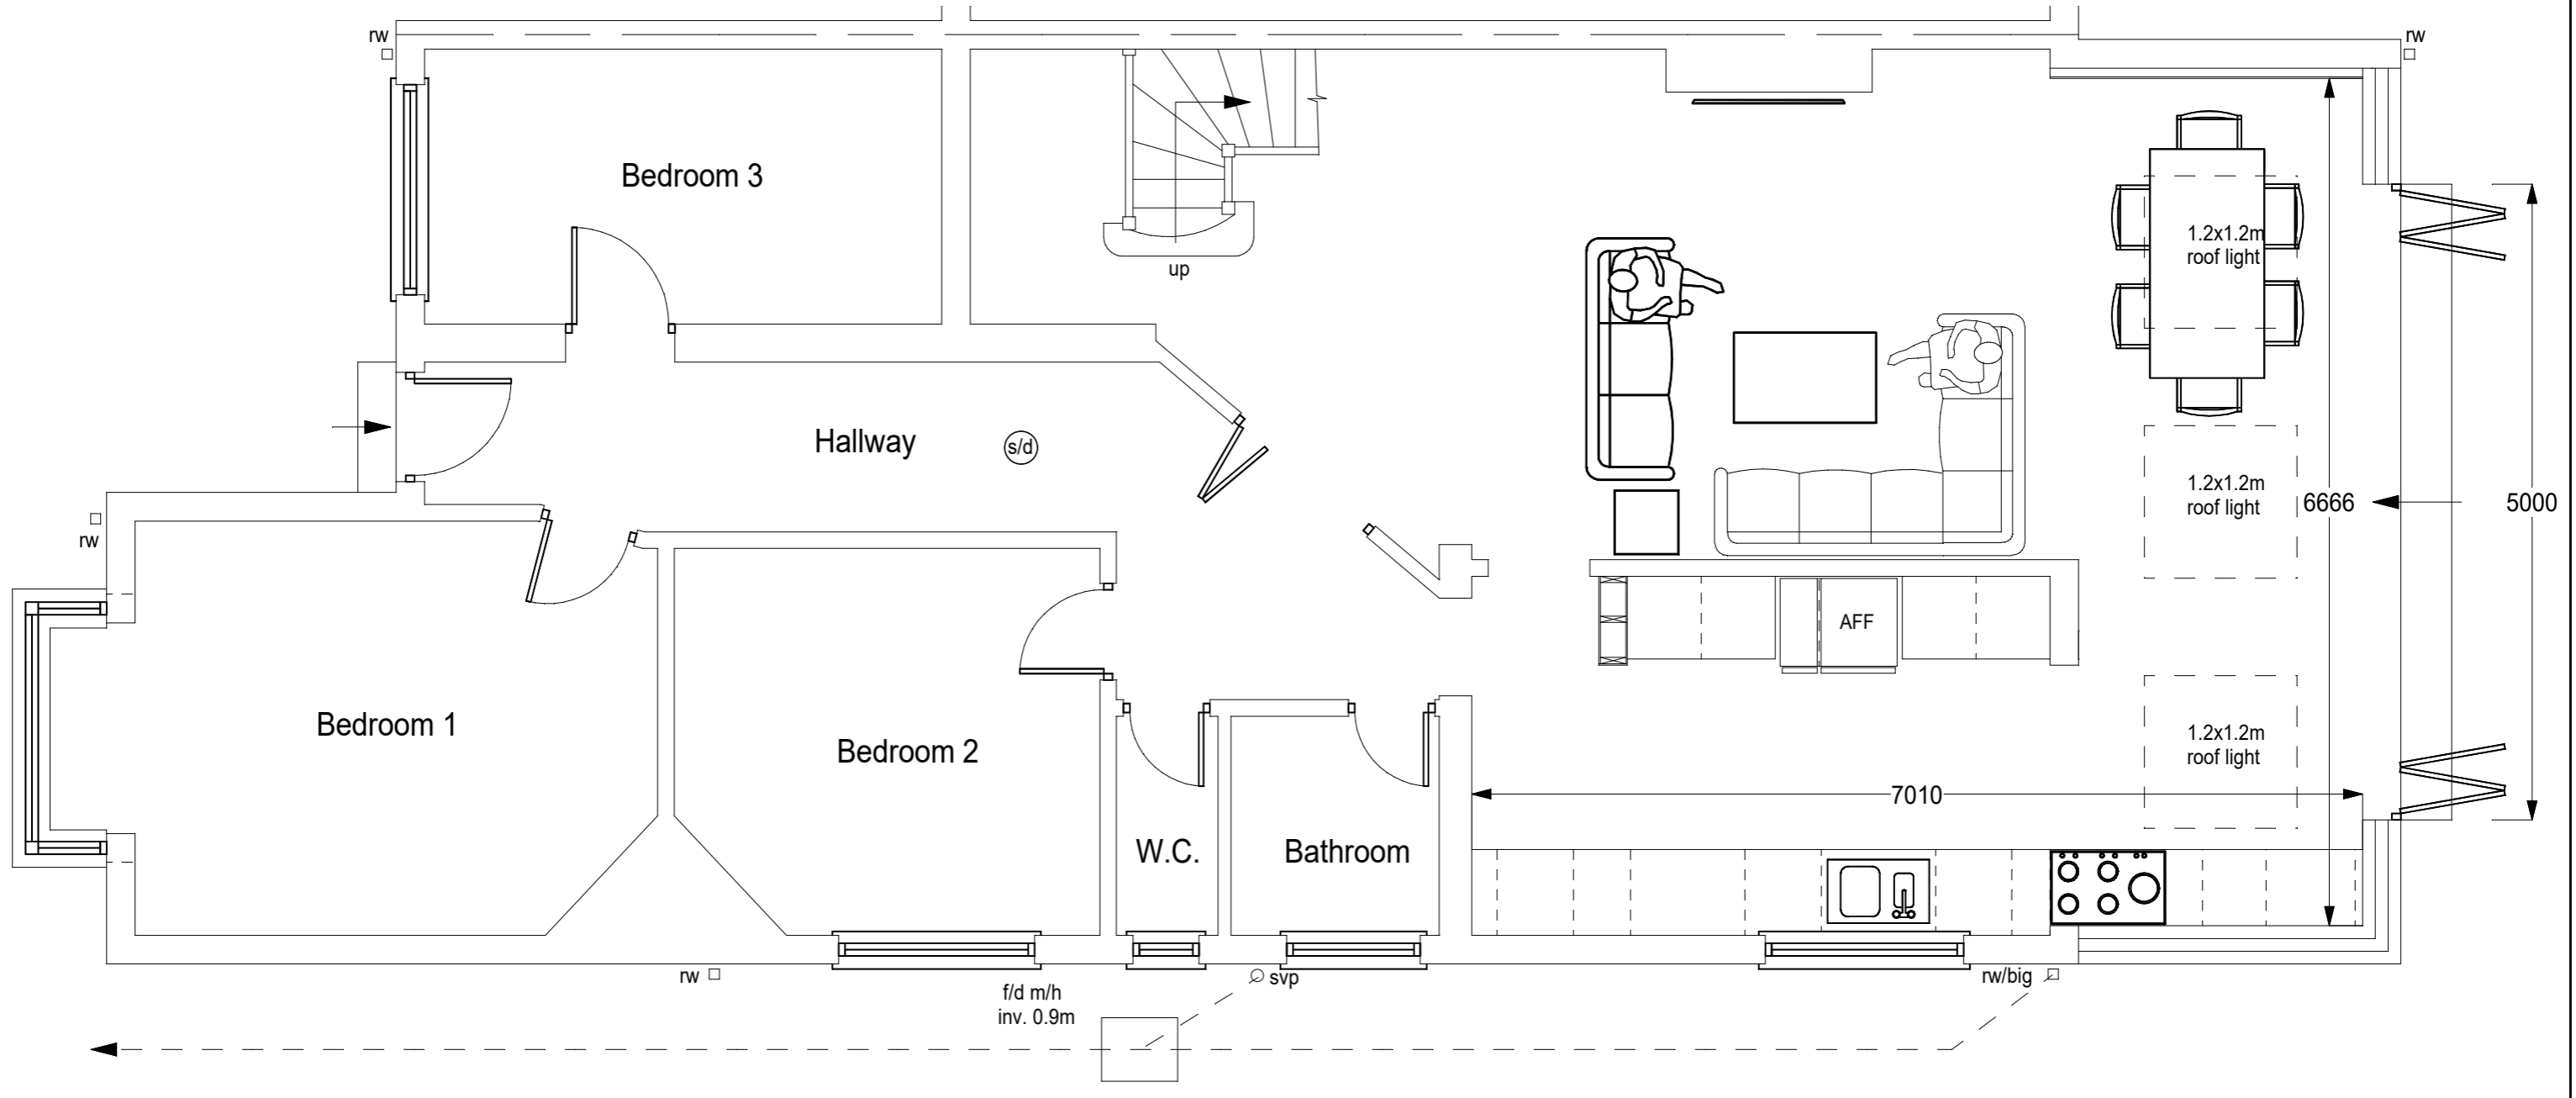 rw
rw
Bedroom 3
1.2x1.2m
roof light
up
Hallway
s/d
1.2x1.2m
roof light
6666
5000
rw
AFF
Bedroom 1
Bedroom 2
1.2x1.2m
roof light
7010
W.C.
Bathroom
rw
svp
rw/big
f/d m/h
inv. 0.9m